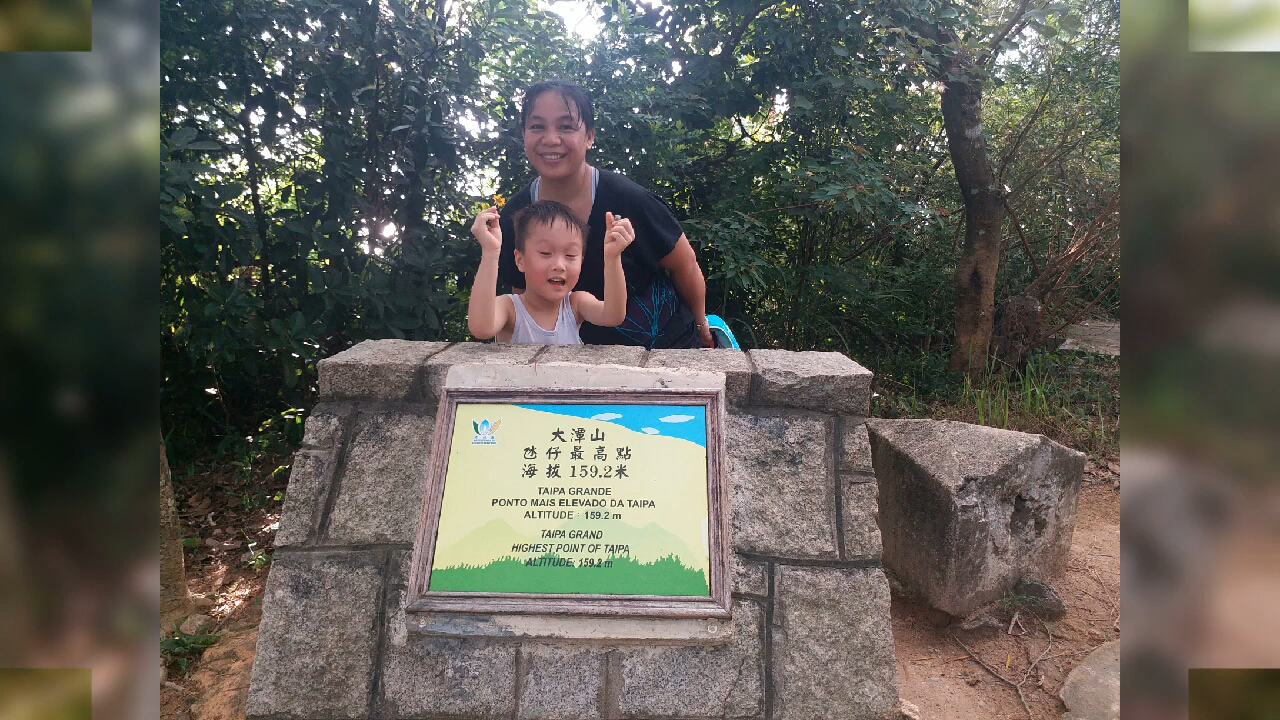 大潭山
氹仔最高點
海拔 159.2米
TAIPA GRANDE
PONTO MAIS ELEVADO DA TAIPA
ALTITUDE : 159.2 m
TAIPA GRAND
HIGHEST POINT OF TAIPA
ALTITUDE: 159.2 m